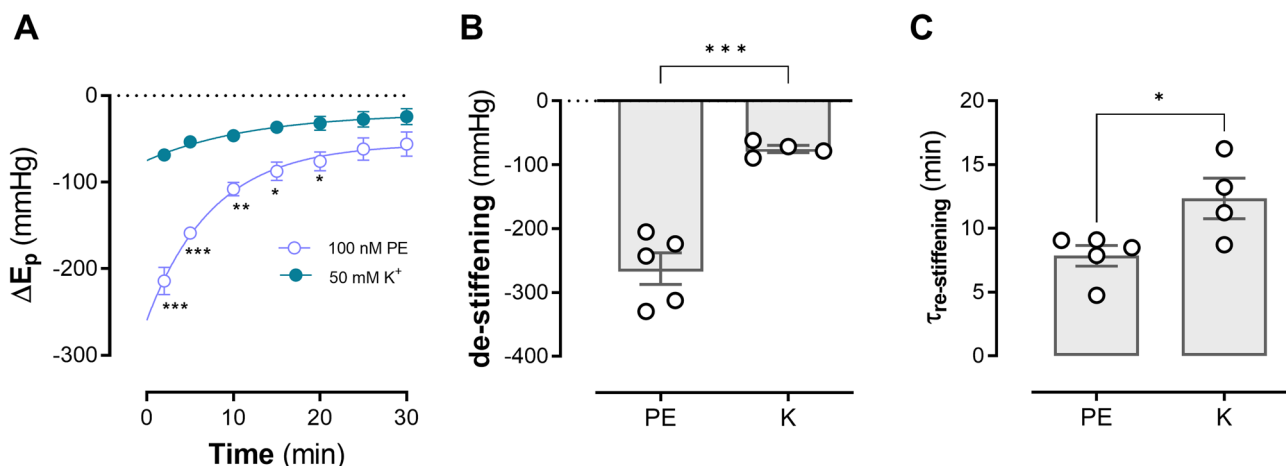 A
ΔEp (mmHg)
0
-100
-200
-300
***
***
**
*
*
100 nM PE
50 mM K+
0
10
20
30
Time (min)
B
***
de-stiffening (mmHg)
0
-100
-200
-300
-400
PE
K
C
*
τre-stiffening (min)
20
15
10
5
0
PE
K